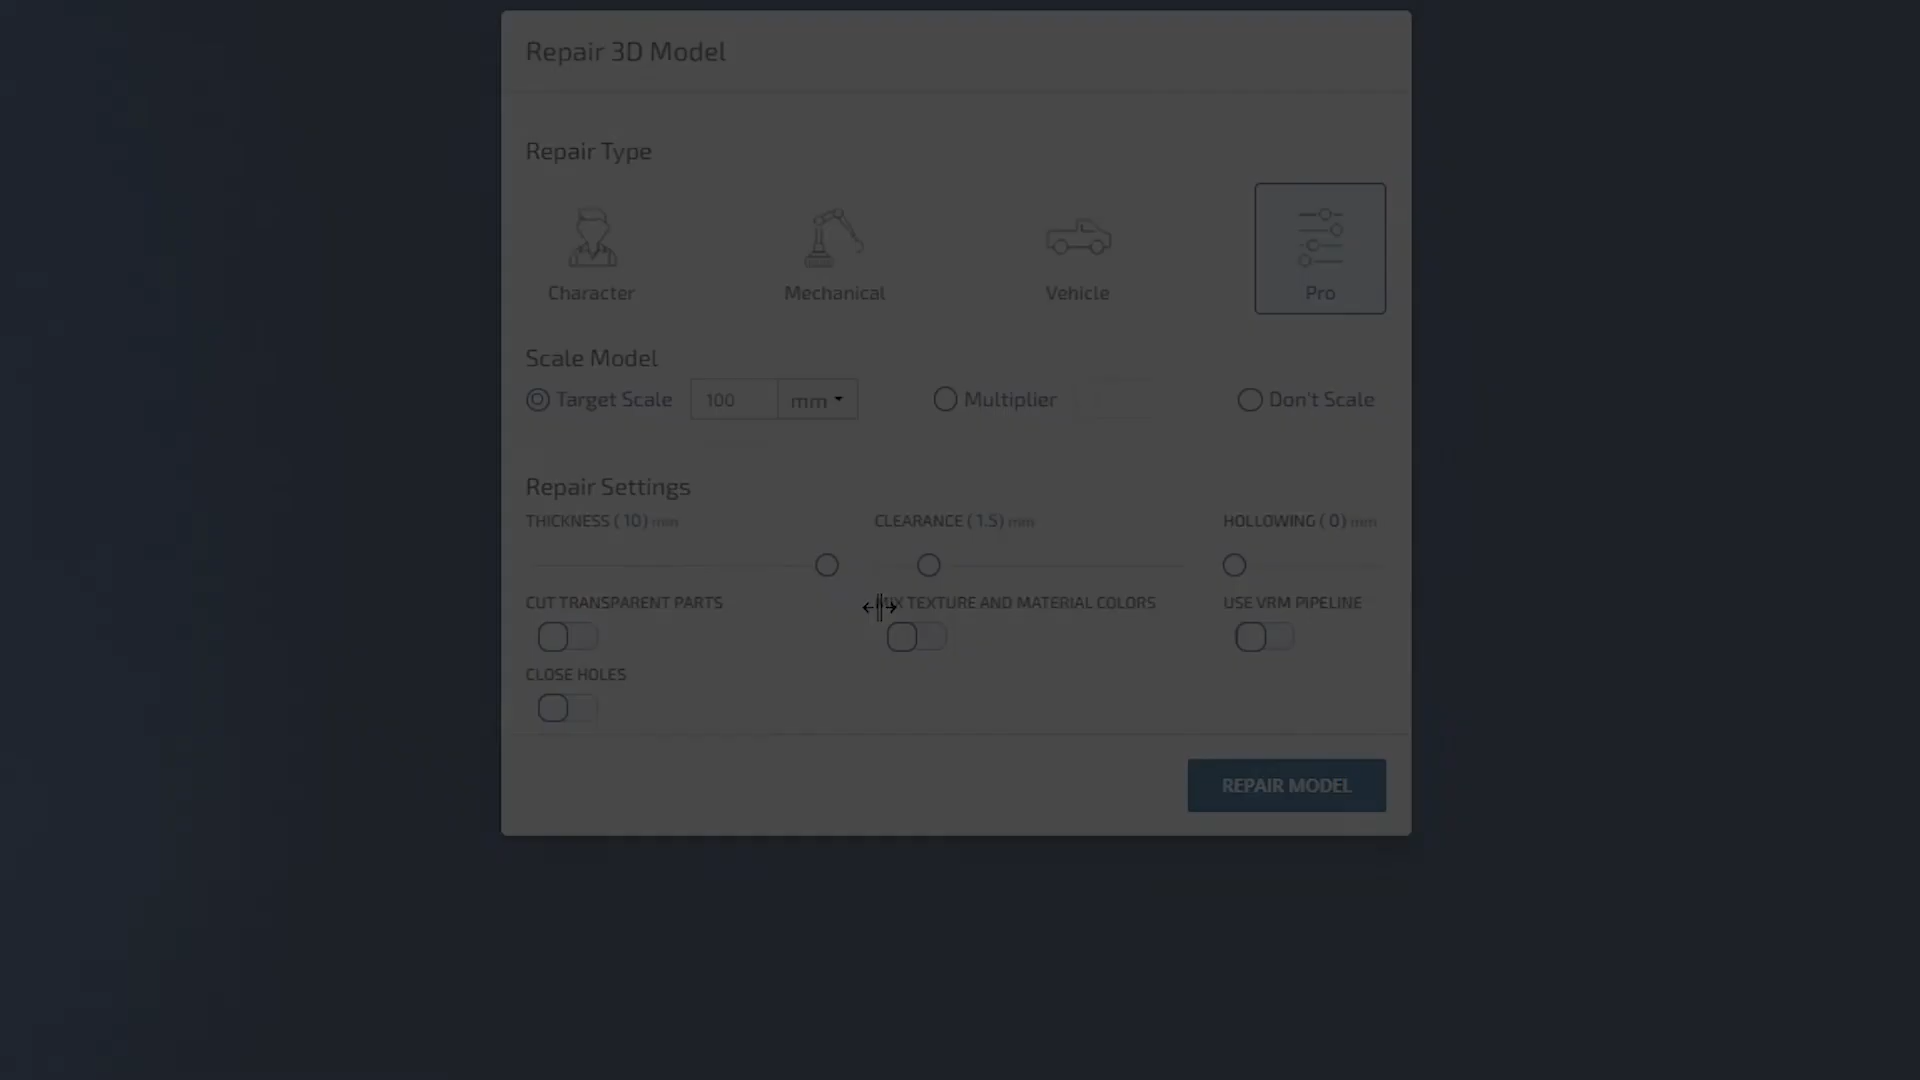 Repair 3D Model
Repair Type
Character Mechanical Vehicle Pro
Scale Model
Target Scale 100 mm Multiplier Don't Scale
Repair Settings
THICKNESS ( 10) mm CLEARANCE ( 1.5) mm HOLLOWING ( 0) mm
CUT TRANSPARENT PARTS MIX TEXTURE AND MATERIAL COLORS USE VRM PIPELINE
CLOSE HOLES
REPAIR MODEL